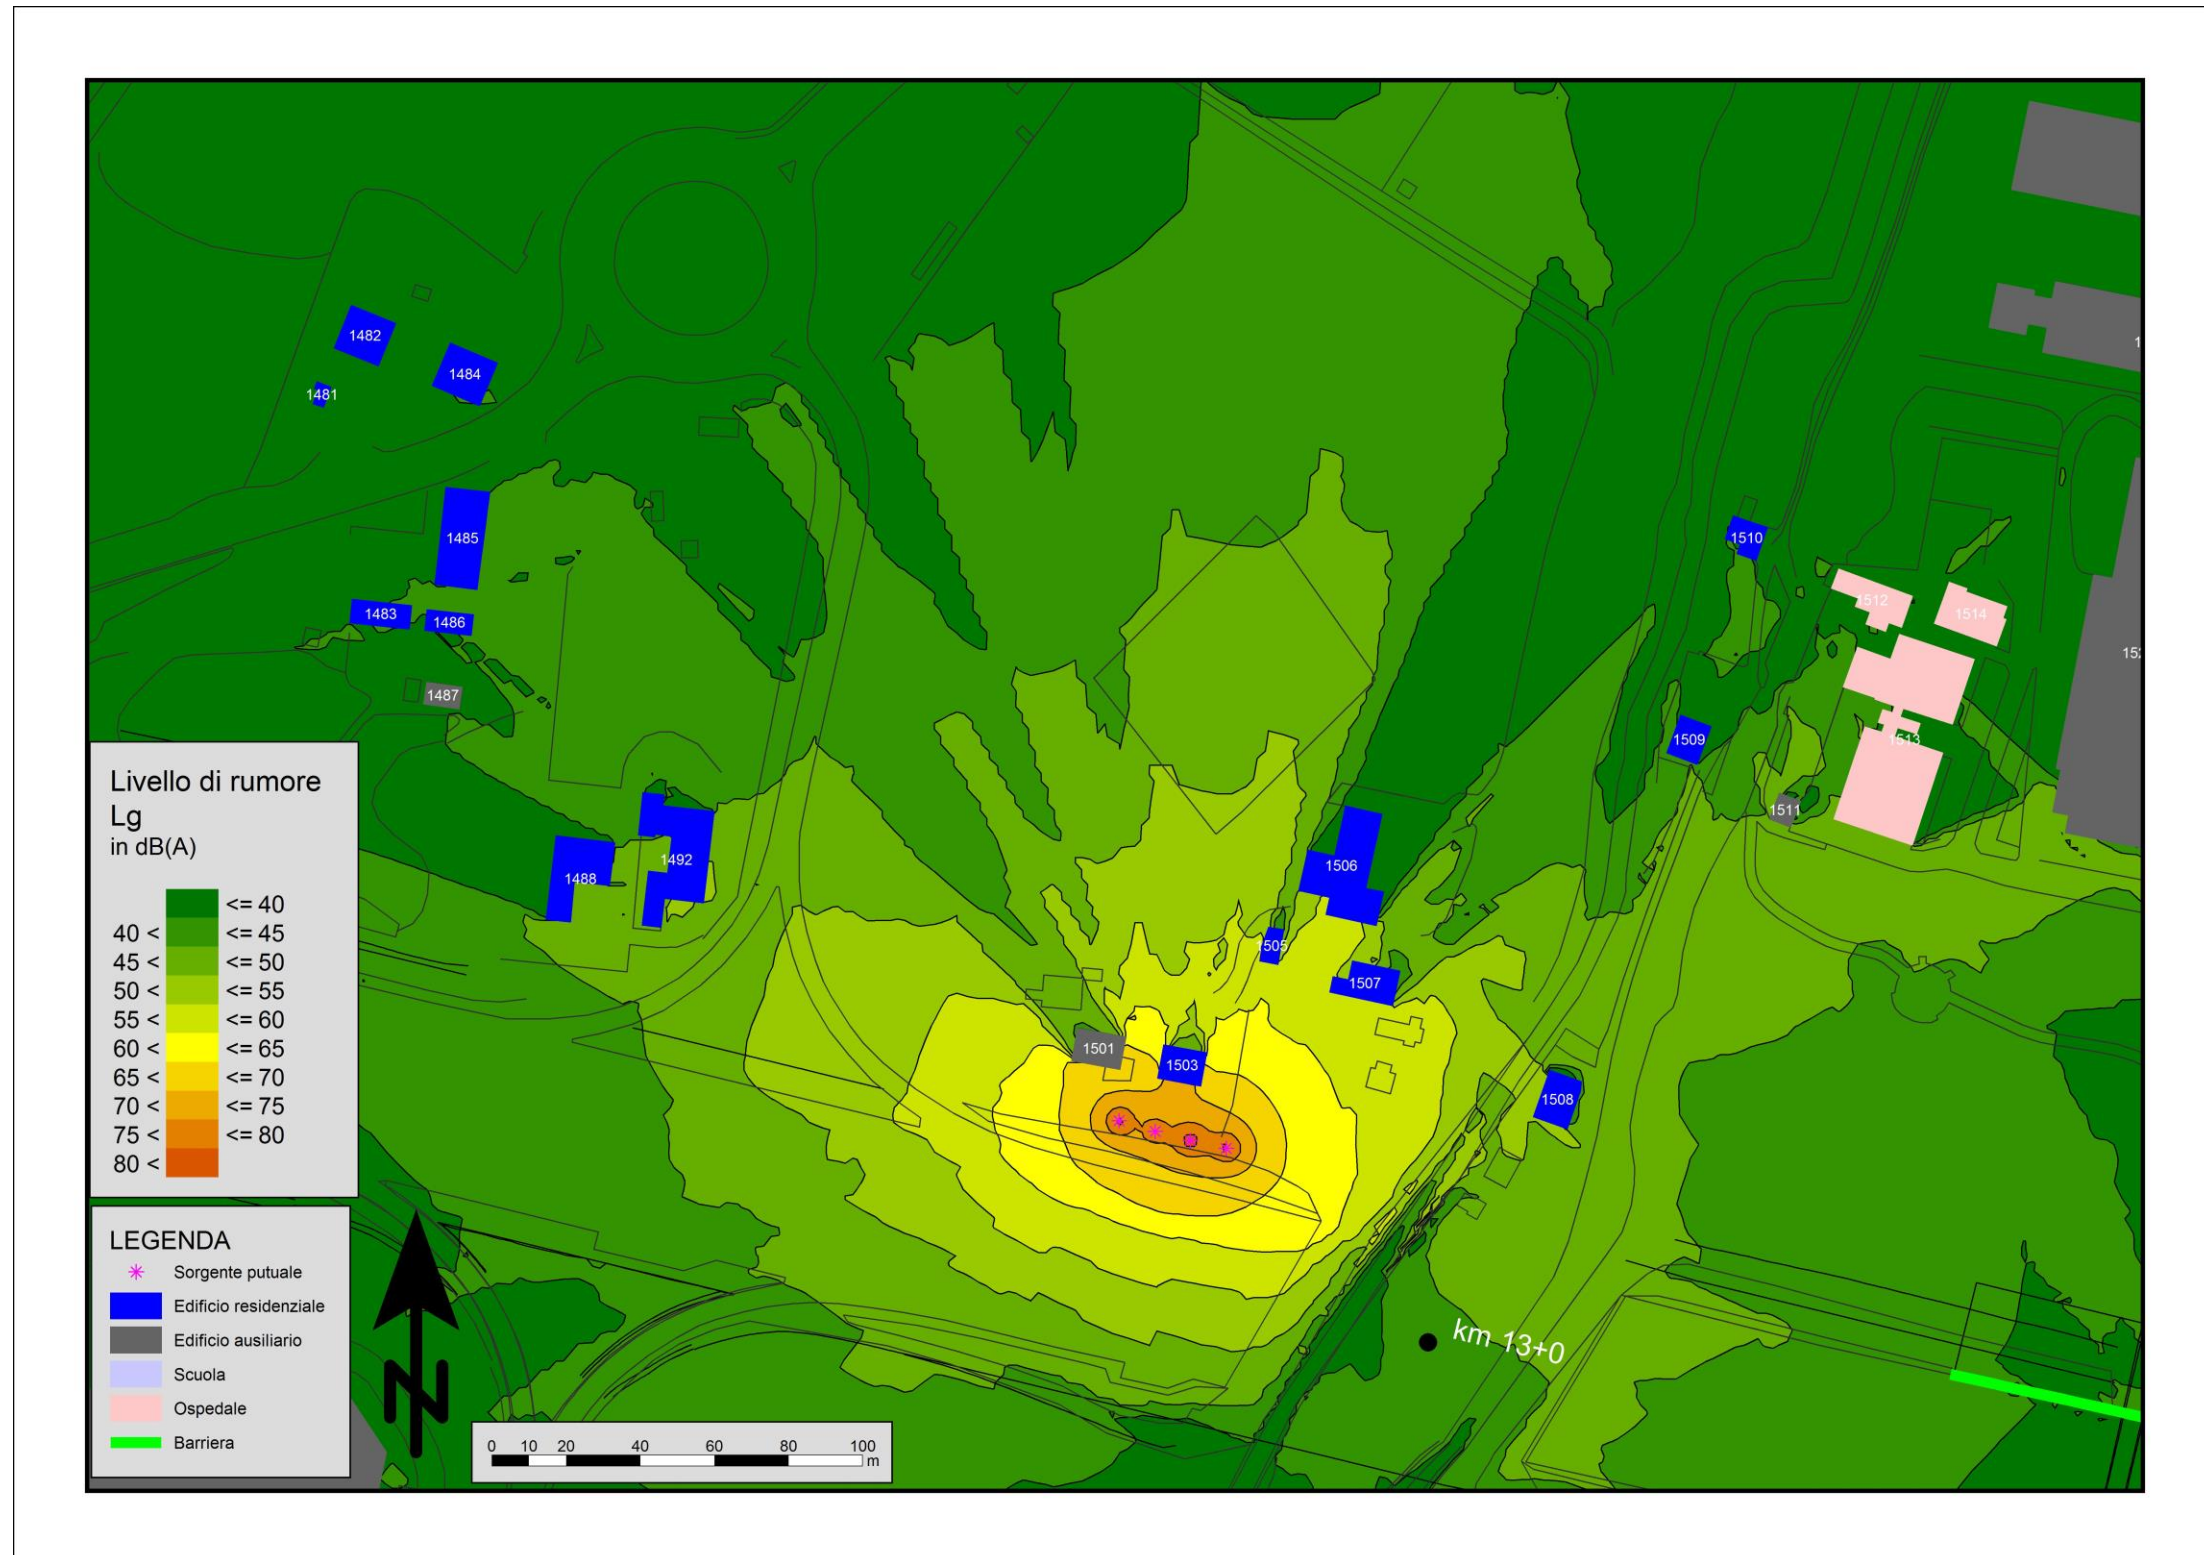 1482
1484
1481
1485
1510
1483
1486
1512
1514
1487
1509
1513
1511
1492
1488
1506
1505
1507
1501
1503
1508
km 13+0
Livello di rumore
Lg
in dB(A)
<= 40
40 < <= 45
45 < <= 50
50 < <= 55
55 < <= 60
60 < <= 65
65 < <= 70
70 < <= 75
75 < <= 80
80 <
LEGENDA
Sorgente putuale
Edificio residenziale
Edificio ausiliario
Scuola
Ospedale
Barriera
N
0 10 20 40 60 80 100
m